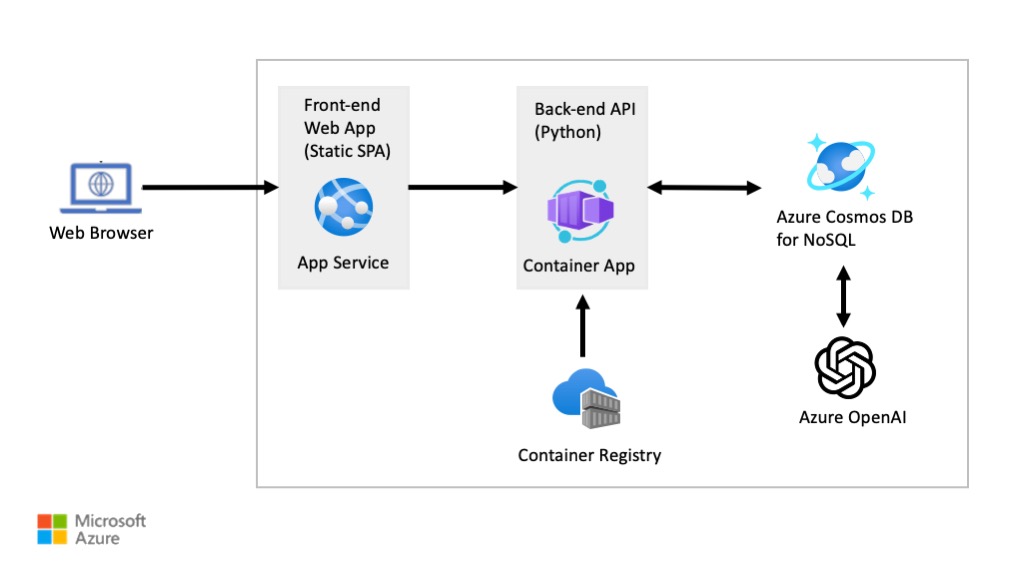 Front-end
Web App
(Static SPA)
Back-end API
(Python)
Web Browser
App Service
Container App
Azure Cosmos DB
for NoSQL
Azure OpenAI
Container Registry
Microsoft
Azure